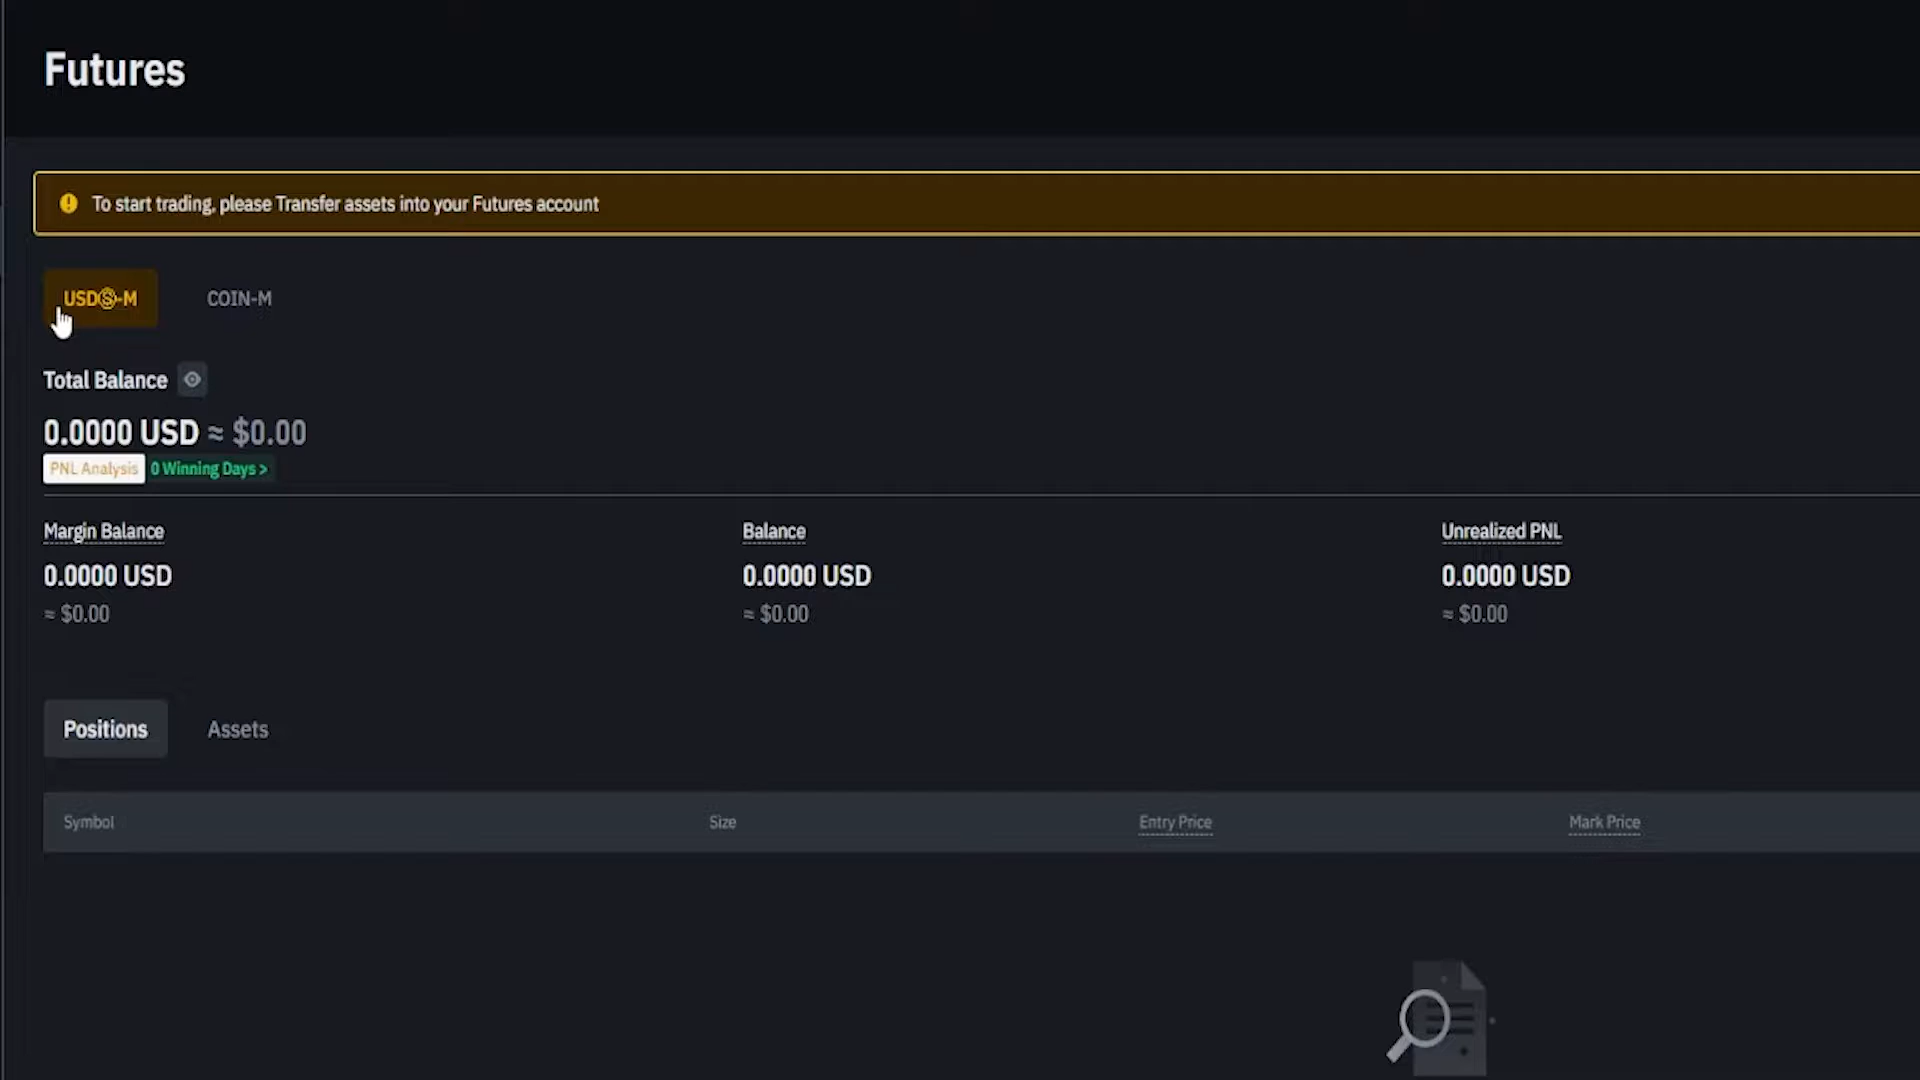 Futures
To start trading, please Transfer assets into your Futures account
USDⓈ-M COIN-M
Total Balance
0.0000 USD ≈ $0.00
PNL Analysis 0 Winning Days >
Margin Balance Balance Unrealized PNL
0.0000 USD 0.0000 USD 0.0000 USD
≈ $0.00 ≈ $0.00 ≈ $0.00
Positions Assets
Symbol Size Entry Price Mark Price